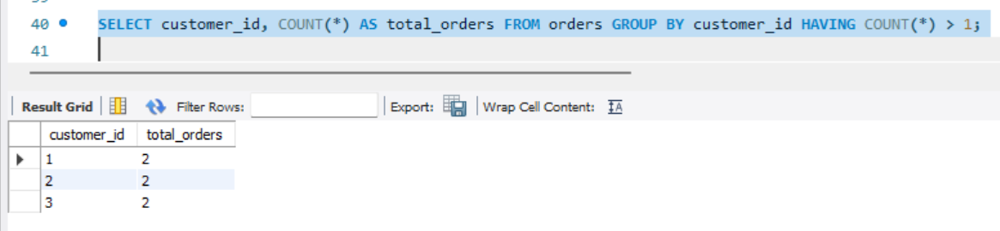 40 SELECT customer_id, COUNT(*) AS total_orders FROM orders GROUP BY customer_id HAVING COUNT(*) > 1;
41
Result Grid Filter Rows: Export: Wrap Cell Content: IA
customer_id total_orders
1 2
2 2
3 2